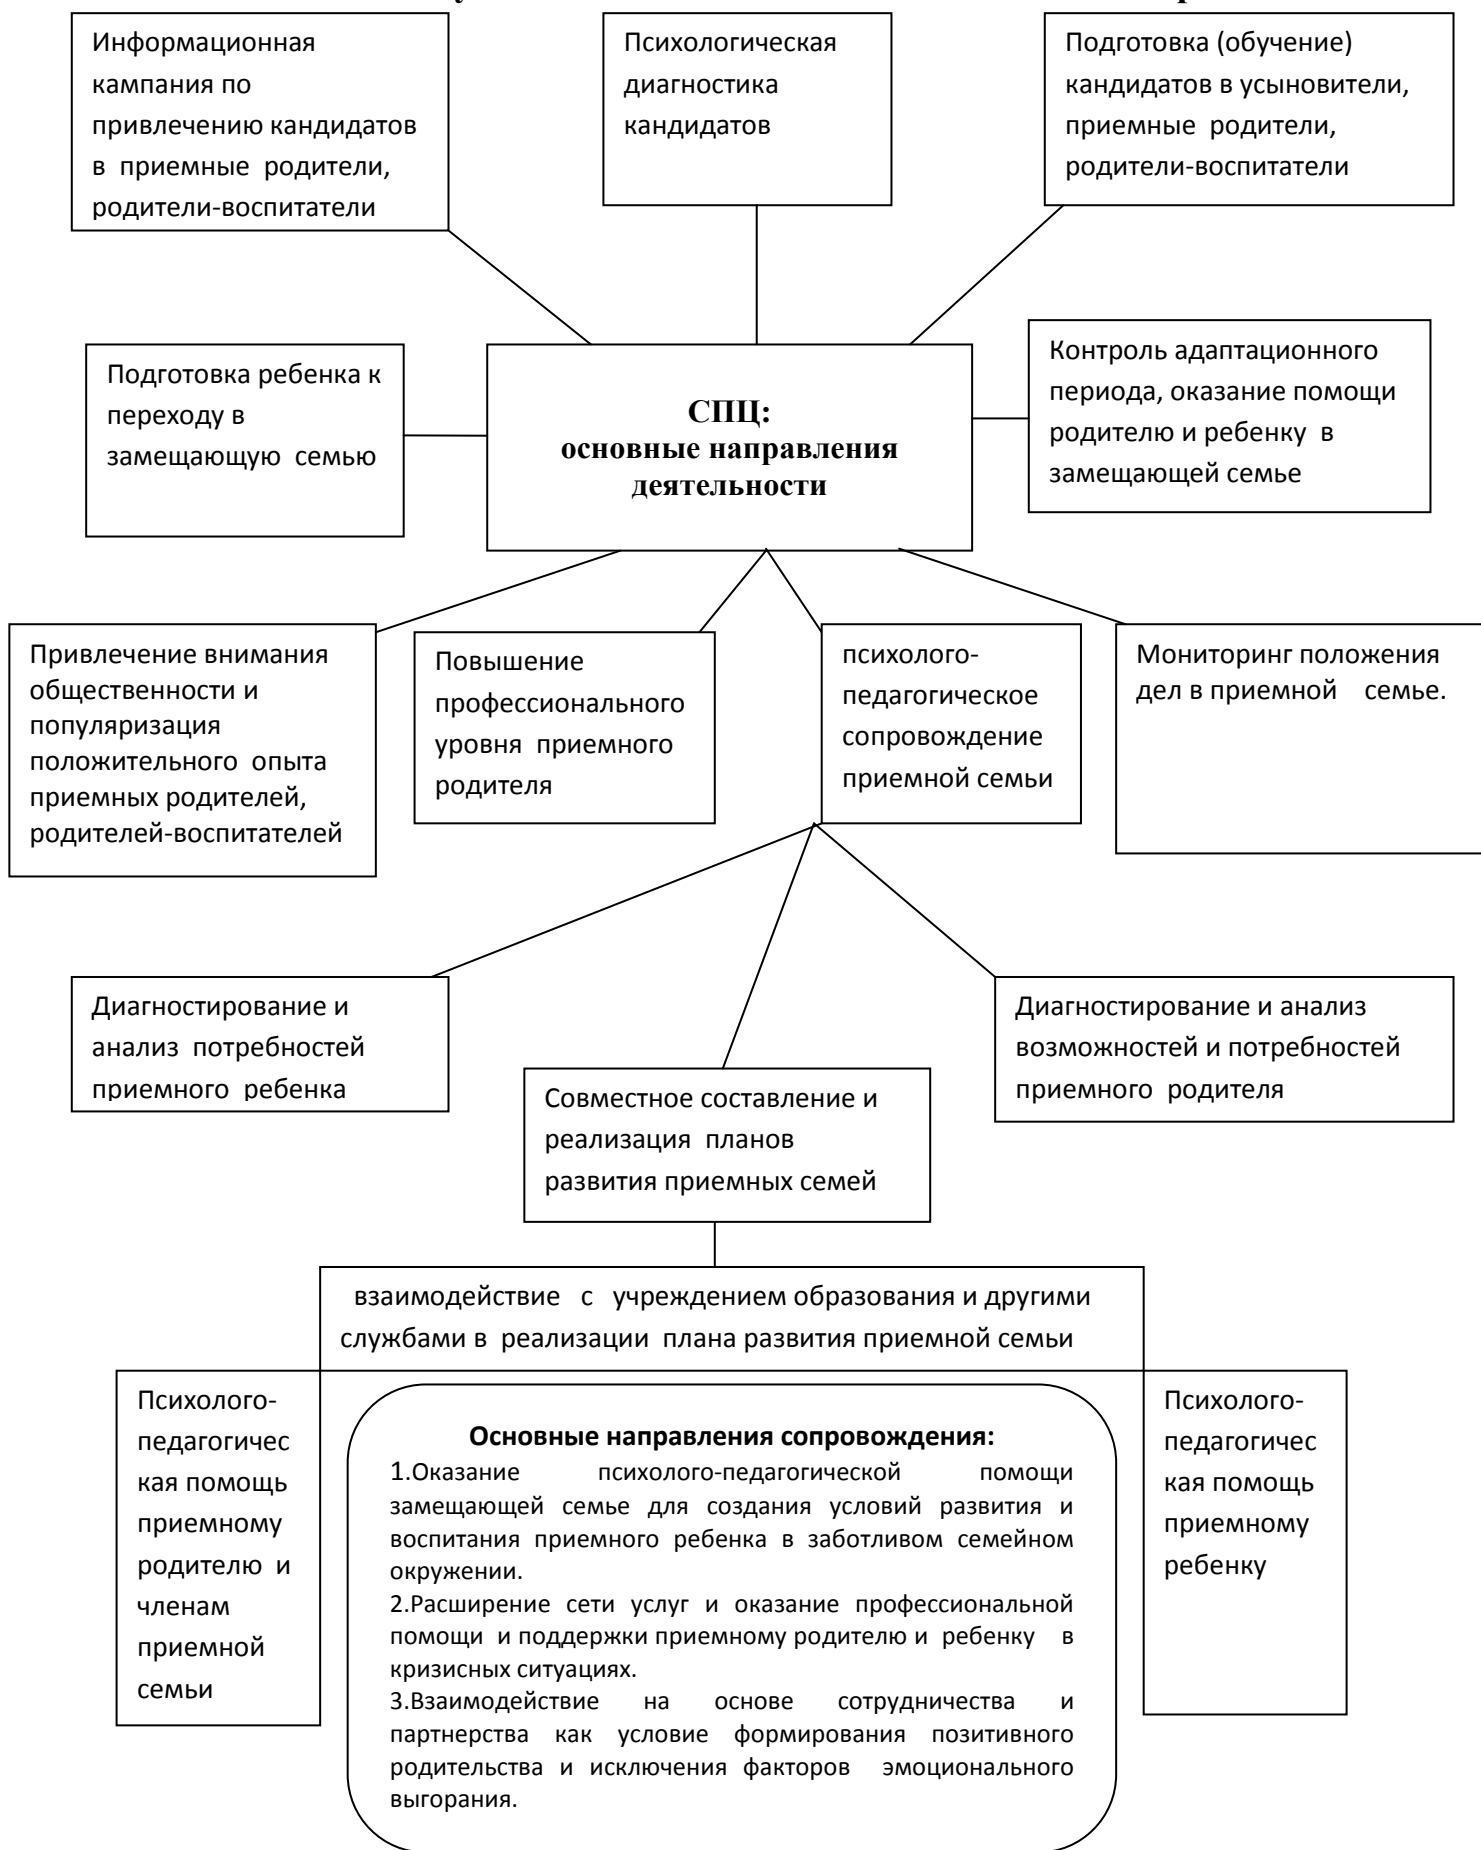 Информационная
кампания по
привлечению кандидатов
в приемные родители,
родители-воспитатели
Психологическая
диагностика
кандидатов
Подготовка (обучение)
кандидатов в усыновители,
приемные родители,
родители-воспитатели
Подготовка ребенка к
переходу в
замещающую семью
СПЦ:
основные направления
деятельности
Контроль адаптационного
периода, оказание помощи
родителю и ребенку в
замещающей семье
Привлечение внимания
общественности и
популяризация
положительного опыта
приемных родителей,
родителей-воспитателей
Повышение
профессионального
уровня приемного
родителя
психолого-
педагогическое
сопровождение
приемной семьи
Мониторинг положения
дел в приемной семье.
Диагностирование и
анализ потребностей
приемного ребенка
Совместное составление и
реализация планов
развития приемных семей
Диагностирование и анализ
возможностей и потребностей
приемного родителя
взаимодействие с учреждением образования и другими
службами в реализации плана развития приемной семьи
Психолого-
педагогичес
кая помощь
приемному
родителю и
членам
приемной
семьи
Основные направления сопровождения:
1.Оказание психолого-педагогической помощи
замещающей семье для создания условий развития и
воспитания приемного ребенка в заботливом семейном
окружении.
2.Расширение сети услуг и оказание профессиональной
помощи и поддержки приемному родителю и ребенку в
кризисных ситуациях.
3.Взаимодействие на основе сотрудничества и
партнерства как условие формирования позитивного
родительства и исключения факторов эмоционального
выгорания.
Психолого-
педагогичес
кая помощь
приемному
ребенку